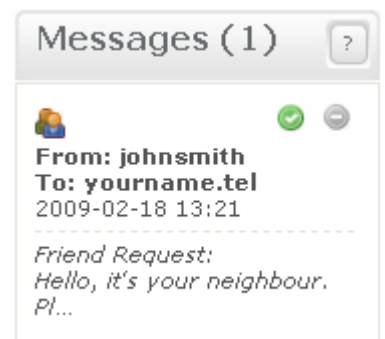 Messages (1)
?
From: johnsmith
To: yourname.tel
2009-02-18 13:21
Friend Request:
Hello, it's your neighbour.
Pl...